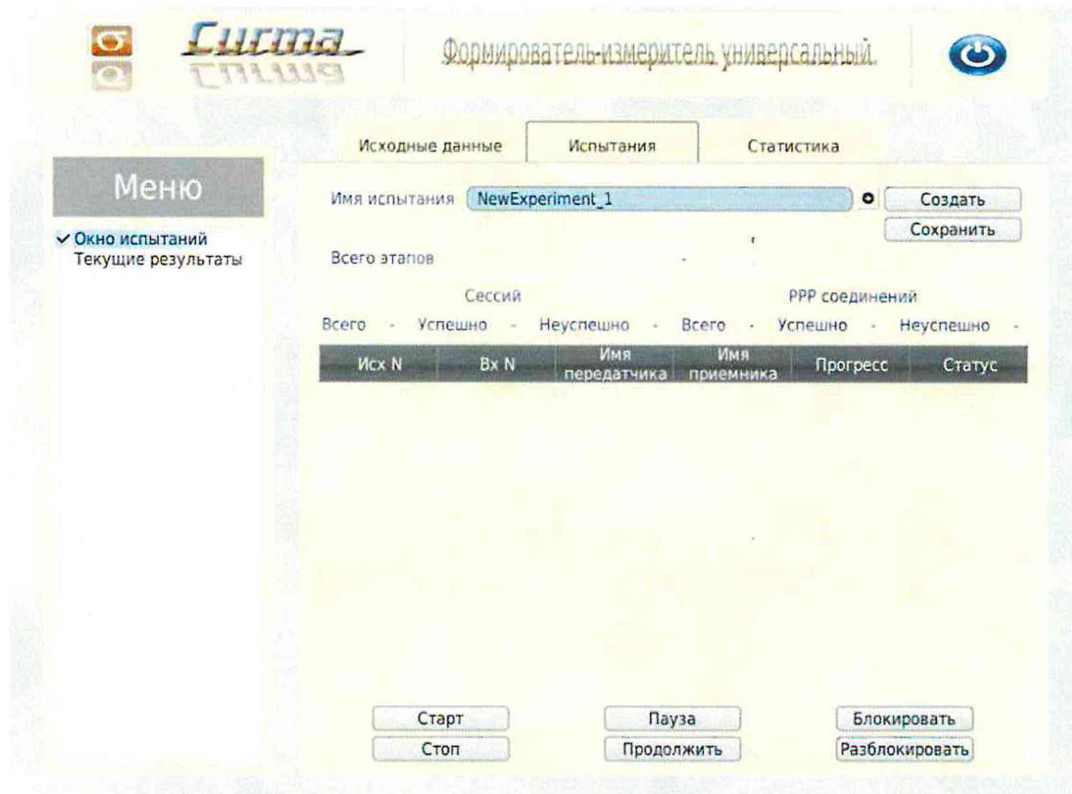 Сигма
Формирователь-измеритель универсальный.
Исходные данные Испытания Статистика
Меню
Окно испытаний
Текущие результаты
Имя испытания NewExperiment_1 Создать
Сохранить
Всего этапов -
Сессий PPP соединений
Всего - Успешно - Неуспешно - Всего - Успешно - Неуспешно -
Исх N Вх N Имя передатчика Имя приемника Прогресс Статус
Старт Пауза Блокировать
Стоп Продолжить Разблокировать